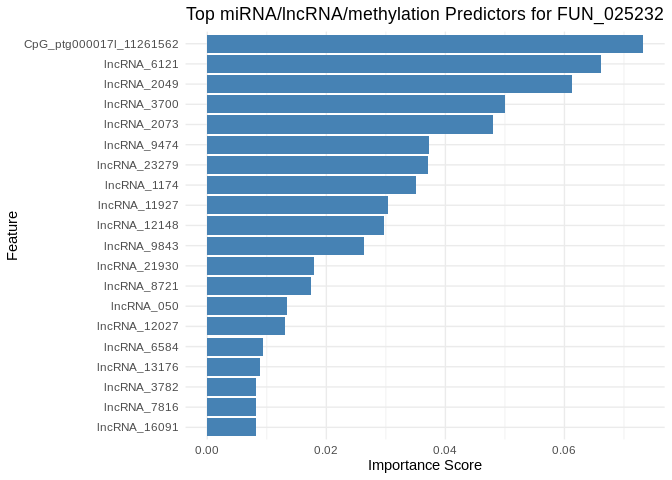 Top miRNA/lncRNA/methylation Predictors for FUN_025232
Feature
CpG_ptg000017l_11261562
lncRNA_6121
lncRNA_2049
lncRNA_3700
lncRNA_2073
lncRNA_9474
lncRNA_23279
lncRNA_1174
lncRNA_11927
lncRNA_12148
lncRNA_9843
lncRNA_21930
lncRNA_8721
lncRNA_050
lncRNA_12027
lncRNA_6584
lncRNA_13176
lncRNA_3782
lncRNA_7816
lncRNA_16091
0.00 0.02 0.04 0.06
Importance Score